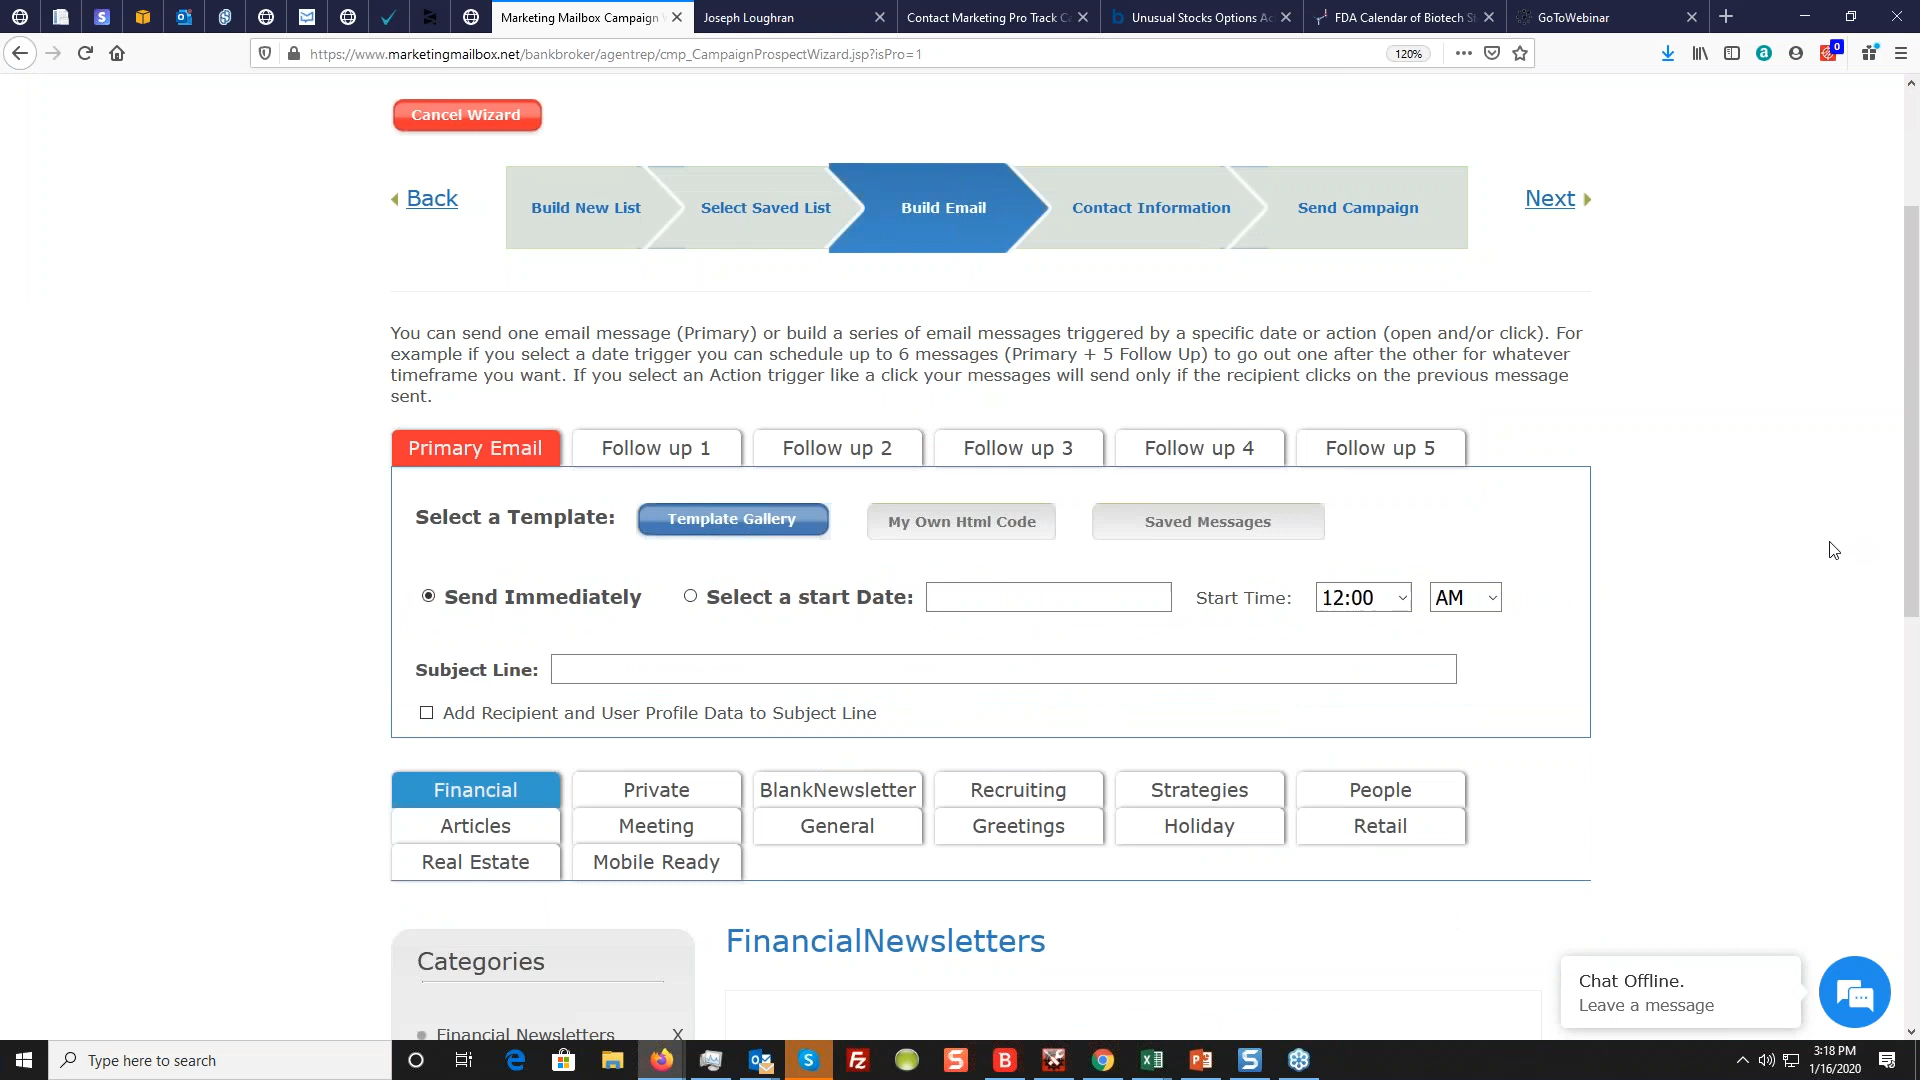 Marketing Mailbox Campaign
Joseph Loughran
Contact Marketing Pro Track C
Unusual Stocks Options Ac
FDA Calendar of Biotech S
GoToWebinar
https://www.marketingmailbox.net/bankbroker/agentrep/cmp_CampaignProspectWizard.jsp?isPro=1
120%
0
Cancel Wizard
Back
Build New List
Select Saved List
Build Email
Contact Information
Send Campaign
Next
You can send one email message (Primary) or build a series of email messages triggered by a specific date or action (open and/or click). For
example if you select a date trigger you can schedule up to 6 messages (Primary + 5 Follow Up) to go out one after the other for whatever
timeframe you want. If you select an Action trigger like a click your messages will send only if the recipient clicks on the previous message
sent.
Primary Email
Follow up 1
Follow up 2
Follow up 3
Follow up 4
Follow up 5
Select a Template:
Template Gallery
My Own Html Code
Saved Messages
Send Immediately
Select a start Date:
Start Time:
12:00
AM
Subject Line:
Add Recipient and User Profile Data to Subject Line
Financial
Private
BlankNewsletter
Recruiting
Strategies
People
Articles
Meeting
General
Greetings
Holiday
Retail
Real Estate
Mobile Ready
Categories
FinancialNewsletters
Financial Newsletters X
Chat Offline.
Leave a message
Type here to search
3:18 PM
1/16/2020